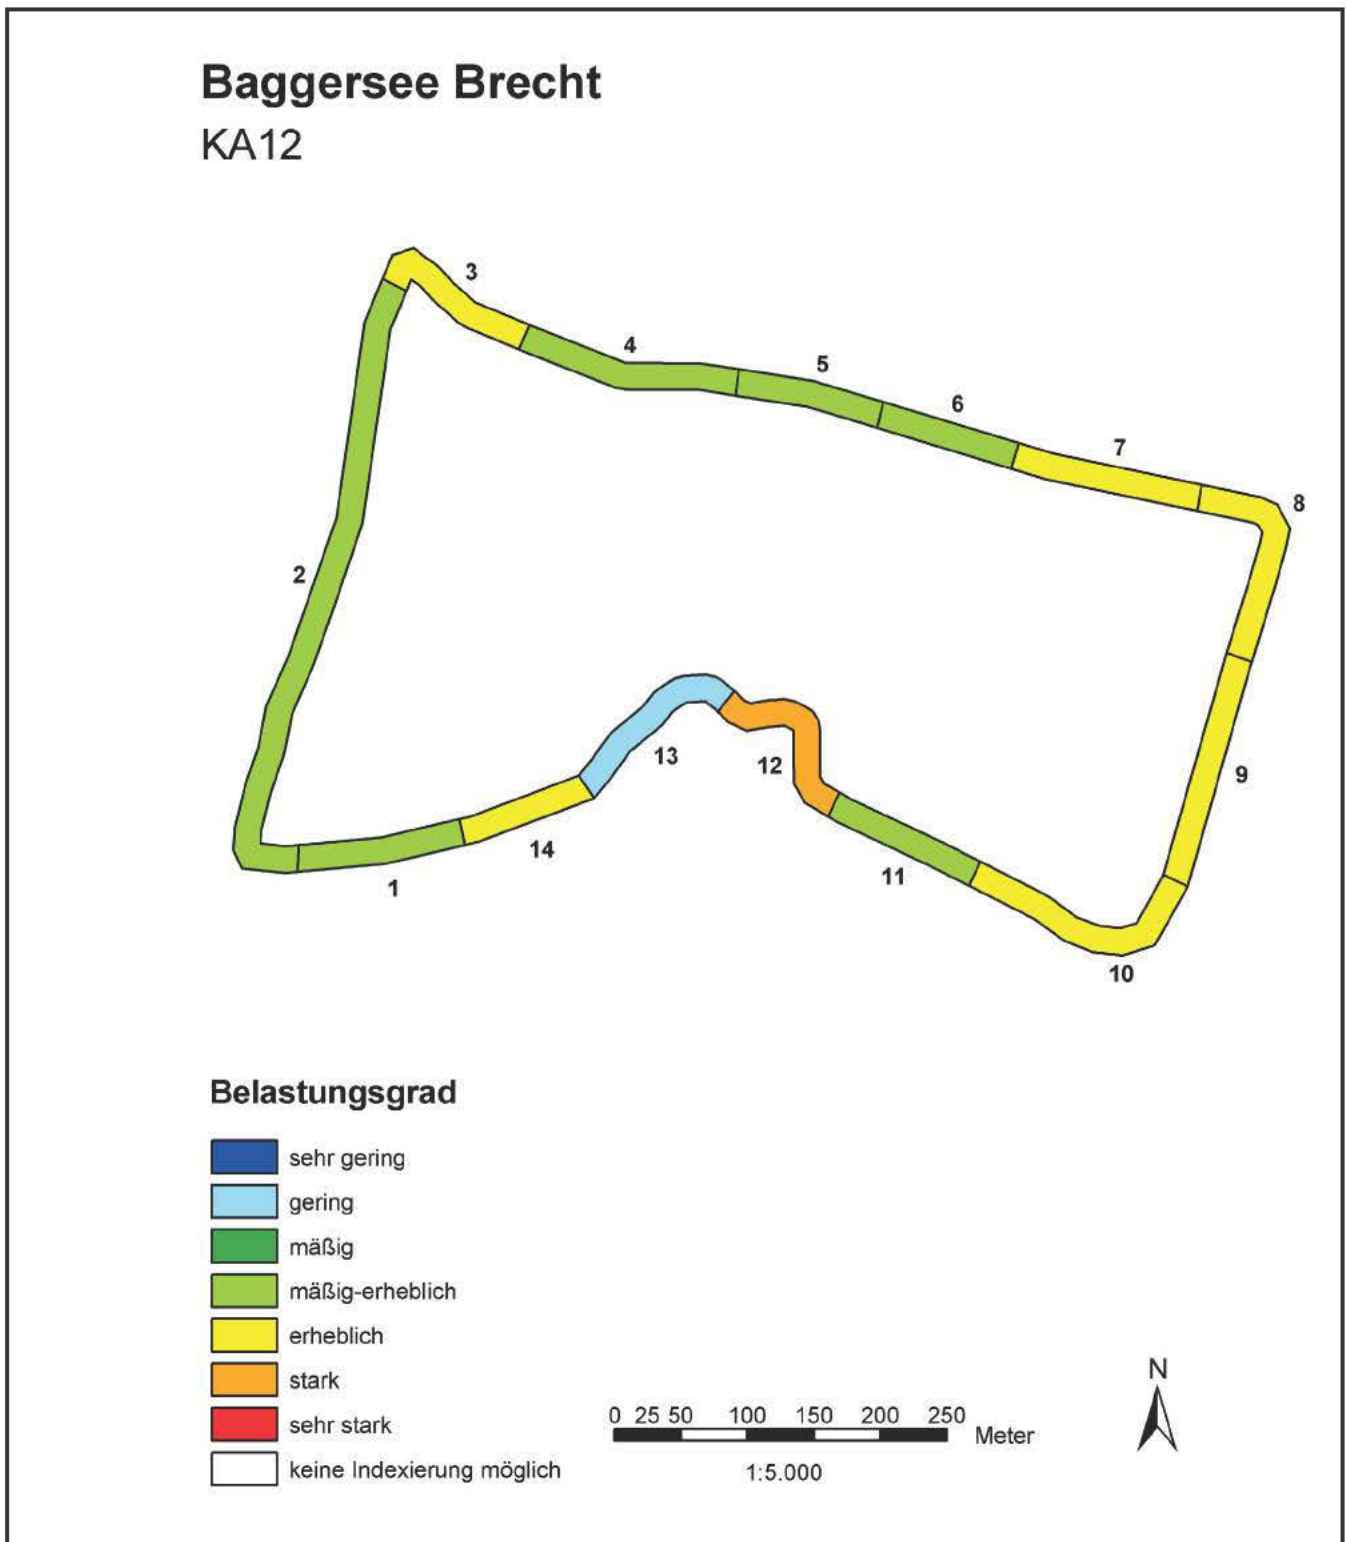 Baggersee Brecht
KA12
3
4
5
6
7
8
2
9
13
12
14
11
1
10
Belastungsgrad
sehr gering
gering
mäßig
mäßig-erheblich
erheblich
stark
sehr stark
keine Indexierung möglich
0 25 50 100 150 200 250
Meter
1:5.000
N